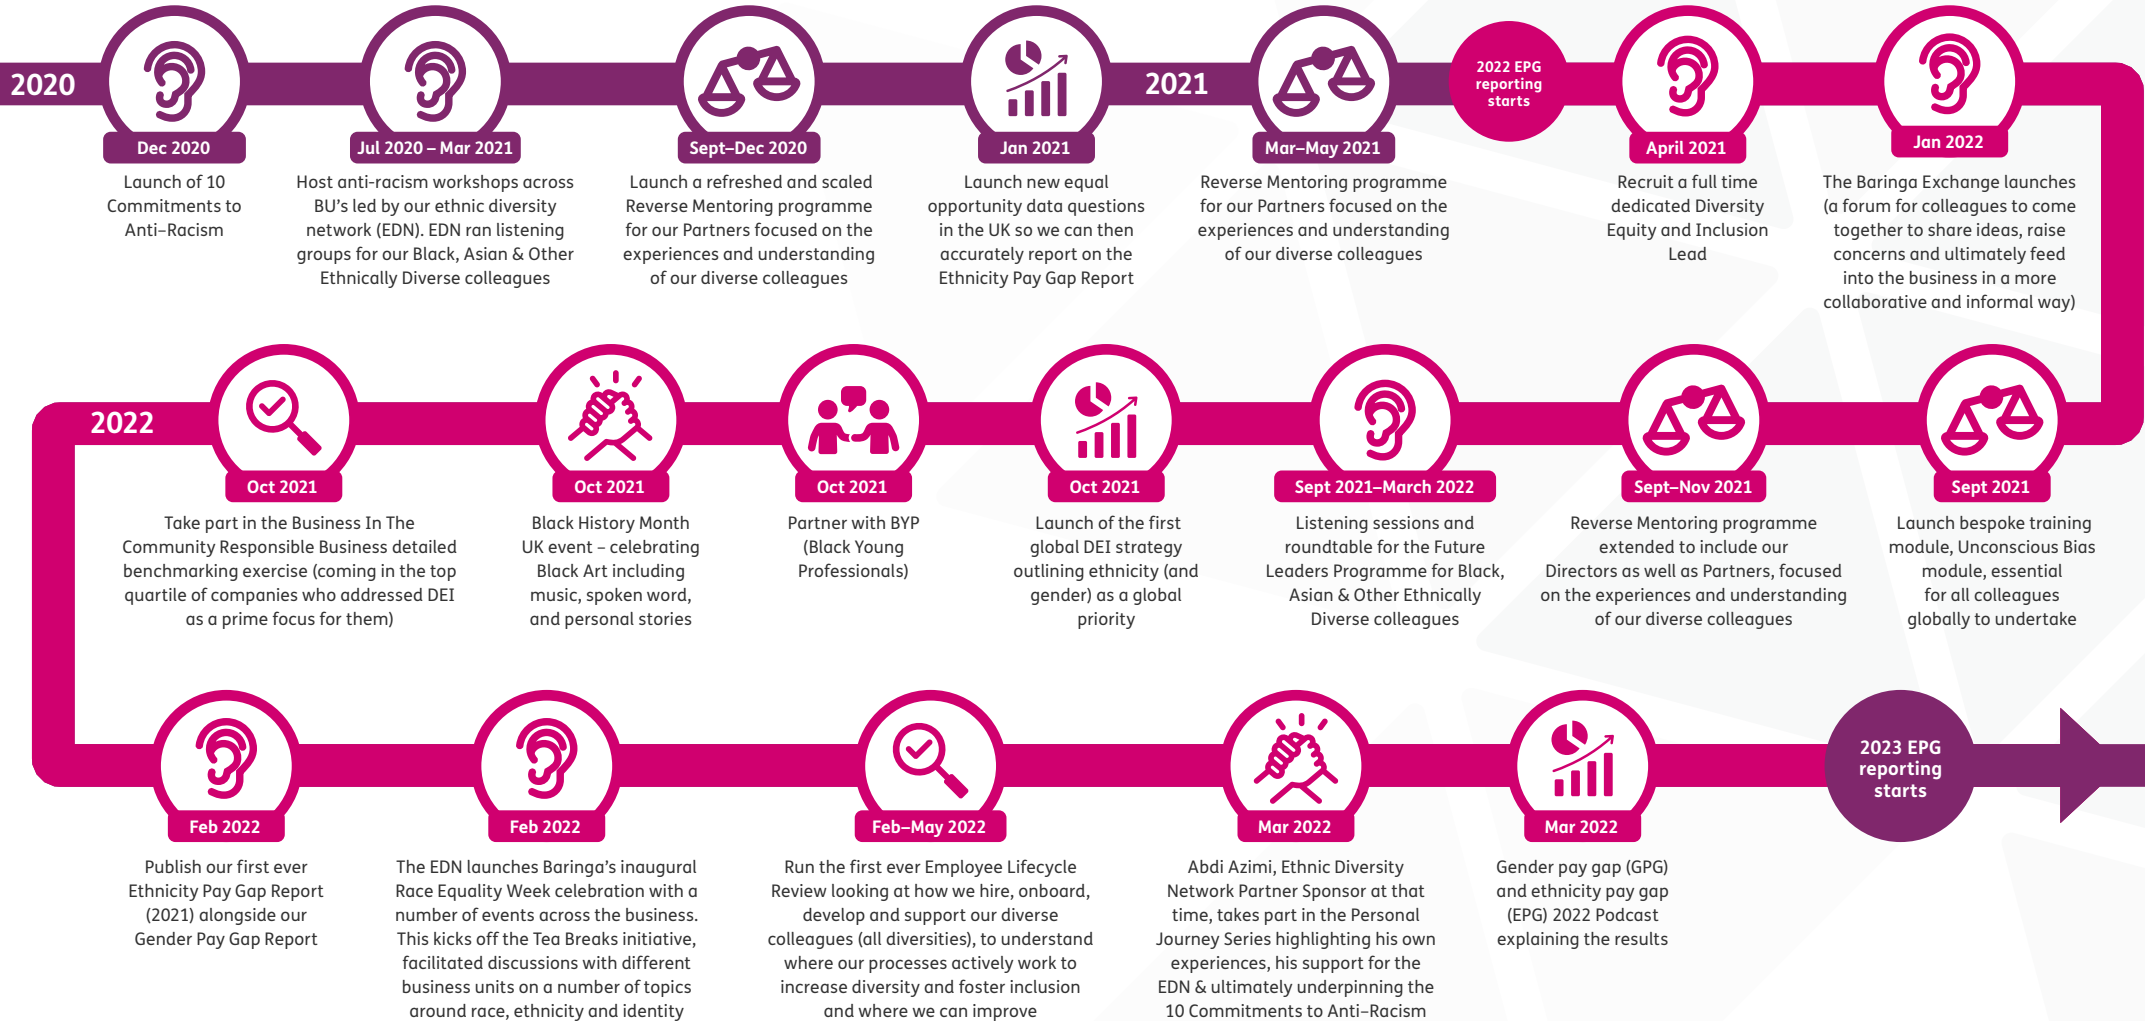 2020
Dec 2020
Launch of 10
Commitments to
Anti-Racism
Jul 2020 – Mar 2021
Host anti-racism workshops across
BU's led by our ethnic diversity
network (EDN). EDN ran listening
groups for our Black, Asian & Other
Ethnically Diverse colleagues
Sept–Dec 2020
Launch a refreshed and scaled
Reverse Mentoring programme
for our Partners focused on the
experiences and understanding
of our diverse colleagues
Jan 2021
Launch new equal
opportunity data questions
in the UK so we can then
accurately report on the
Ethnicity Pay Gap Report
2021
Mar–May 2021
Reverse Mentoring programme
for our Partners focused on the
experiences and understanding
of our diverse colleagues
2022 EPG
reporting
starts
April 2021
Recruit a full time
dedicated Diversity
Equity and Inclusion
Lead
Jan 2022
The Baringa Exchange launches
(a forum for colleagues to come
together to share ideas, raise
concerns and ultimately feed
into the business in a more
collaborative and informal way)
2022
Oct 2021
Take part in the Business In The
Community Responsible Business detailed
benchmarking exercise (coming in the top
quartile of companies who addressed DEI
as a prime focus for them)
Oct 2021
Black History Month
UK event – celebrating
Black Art including
music, spoken word,
and personal stories
Oct 2021
Partner with BYP
(Black Young
Professionals)
Oct 2021
Launch of the first
global DEI strategy
outlining ethnicity (and
gender) as a global
priority
Sept 2021–March 2022
Listening sessions and
roundtable for the Future
Leaders Programme for Black,
Asian & Other Ethnically
Diverse colleagues
Sept–Nov 2021
Reverse Mentoring programme
extended to include our
Directors as well as Partners, focused
on the experiences and understanding
of our diverse colleagues
Sept 2021
Launch bespoke training
module, Unconscious Bias
module, essential
for all colleagues
globally to undertake
Feb 2022
Publish our first ever
Ethnicity Pay Gap Report
(2021) alongside our
Gender Pay Gap Report
Feb 2022
The EDN launches Baringa's inaugural
Race Equality Week celebration with a
number of events across the business.
This kicks off the Tea Breaks initiative,
facilitated discussions with different
business units on a number of topics
around race, ethnicity and identity
Feb–May 2022
Run the first ever Employee Lifecycle
Review looking at how we hire, onboard,
develop and support our diverse
colleagues (all diversities), to understand
where our processes actively work to
increase diversity and foster inclusion
and where we can improve
Mar 2022
Abdi Azimi, Ethnic Diversity
Network Partner Sponsor at that
time, takes part in the Personal
Journey Series highlighting his own
experiences, his support for the
EDN & ultimately underpinning the
10 Commitments to Anti-Racism
Mar 2022
Gender pay gap (GPG)
and ethnicity pay gap
(EPG) 2022 Podcast
explaining the results
2023 EPG
reporting
starts